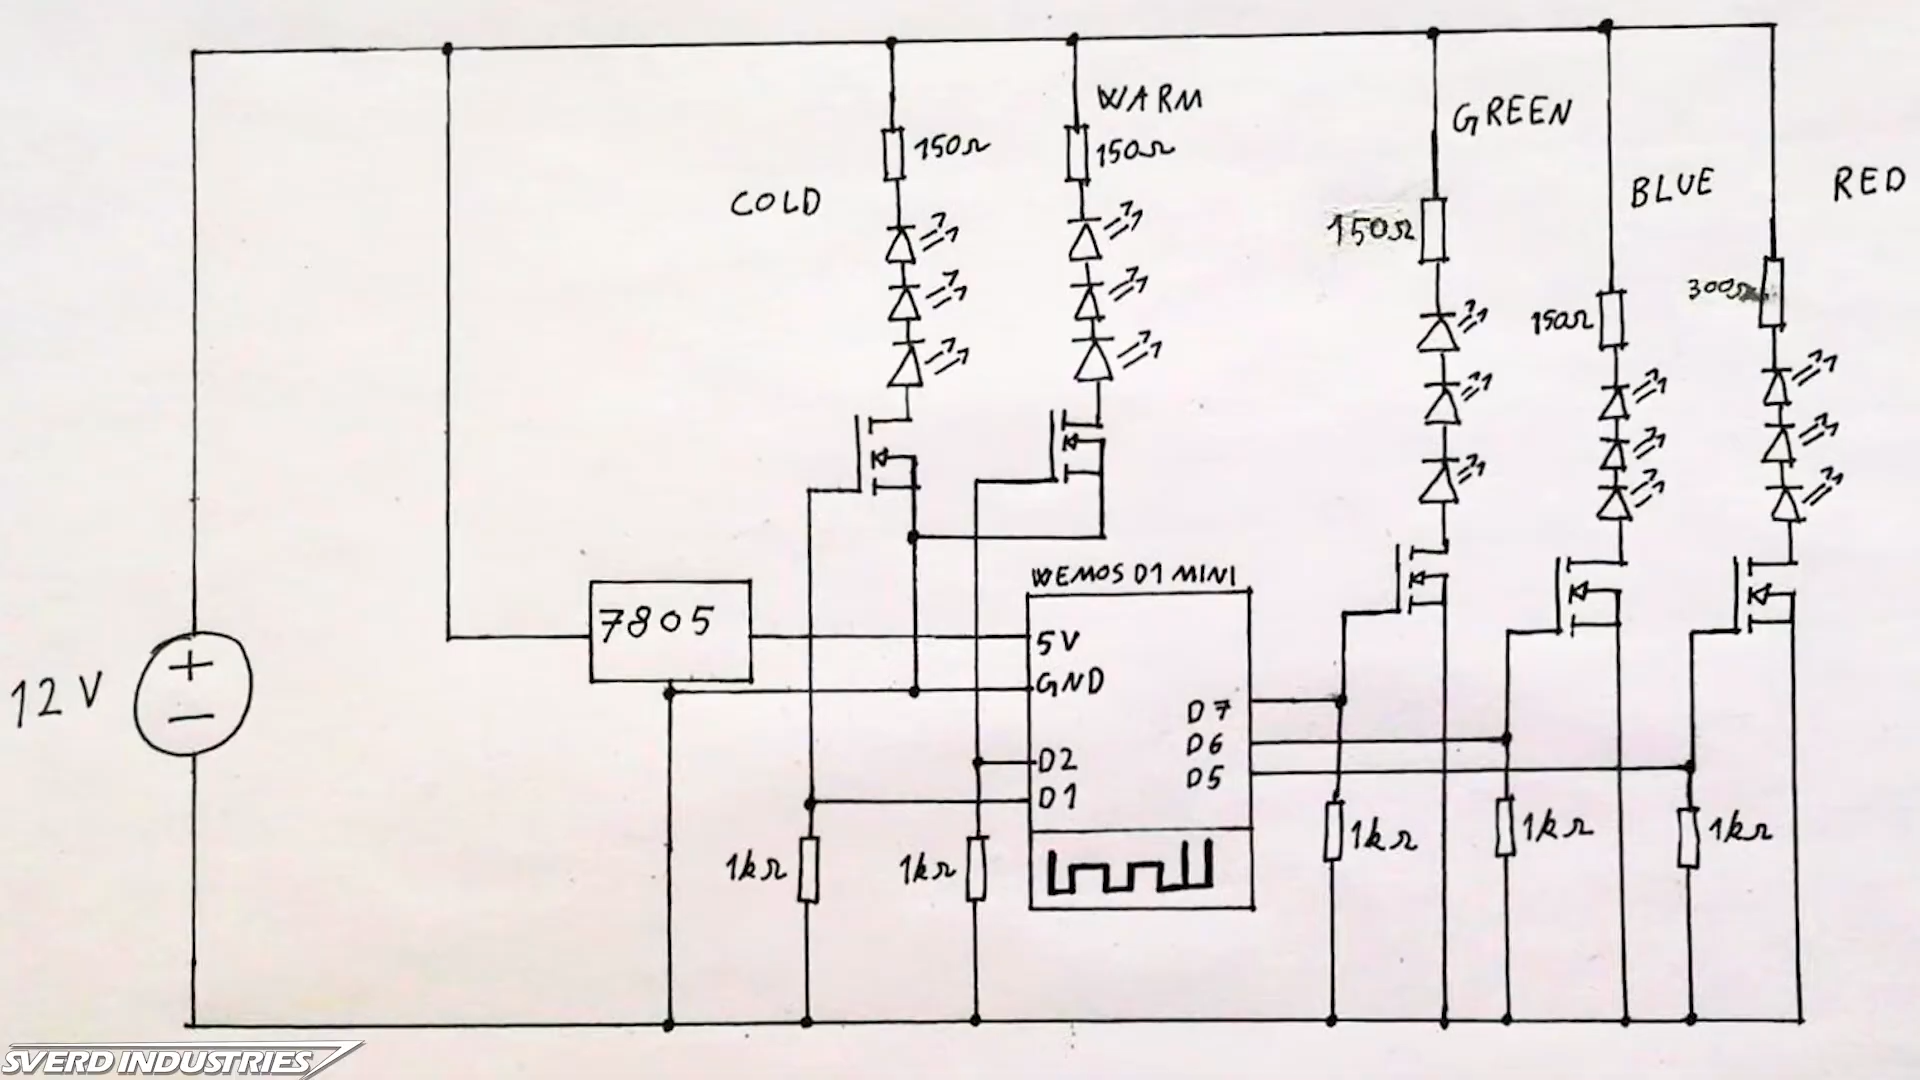 WARM
150Ω
150Ω
COLD
GREEN
150Ω
BLUE
150Ω
RED
300Ω
12 V
+
−
7805
WEMOS D1 MINI
5V
GND
D2
D1
D7
D6
D5
1kΩ
1kΩ
1kΩ
1kΩ
1kΩ
SVERD INDUSTRIES